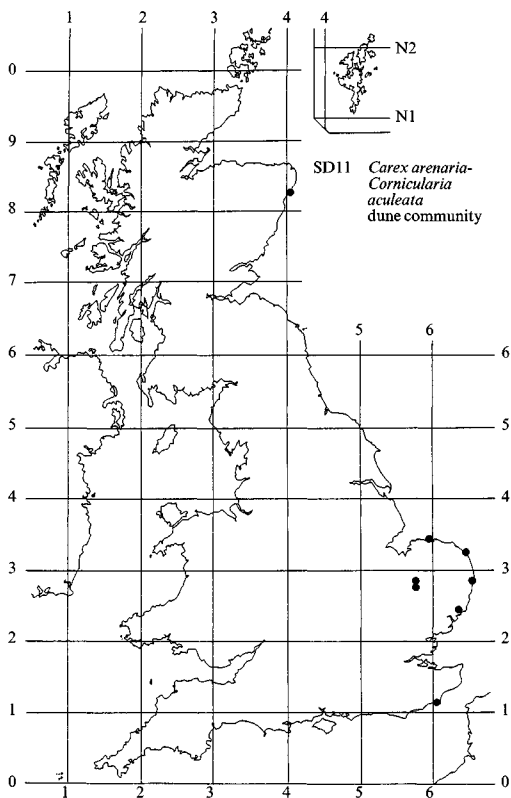 1 2 3 4 4
N2
0
N1
SD11 Carex arenaria-
Cornicularia
aculeata
dune community
9
8
7
5 6
6 6
5 5
4 4
3 3
2 2
1 1
0 0
1 2 3 4 5 6